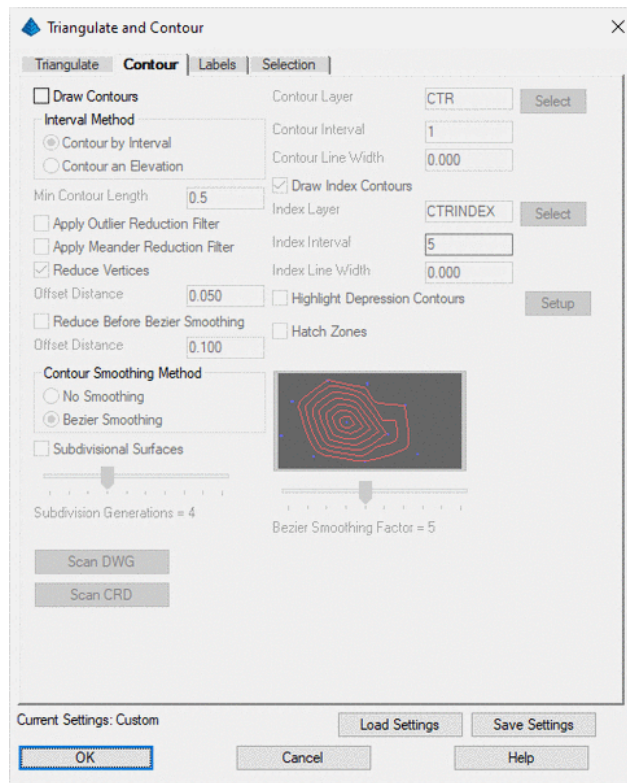 Triangulate and Contour
Triangulate Contour Labels Selection
Draw Contours
Interval Method
Contour by Interval
Contour an Elevation
Min Contour Length 0.5
Apply Outlier Reduction Filter
Apply Meander Reduction Filter
Reduce Vertices
Offset Distance 0.050
Reduce Before Bezier Smoothing
Offset Distance 0.100
Contour Smoothing Method
No Smoothing
Bezier Smoothing
Subdivisional Surfaces
Subdivision Generations = 4
Scan DWG
Scan CRD
Contour Layer CTR Select
Contour Interval 1
Contour Line Width 0.000
Draw Index Contours
Index Layer CTRINDEX Select
Index Interval 5
Index Line Width 0.000
Highlight Depression Contours Setup
Hatch Zones
Bezier Smoothing Factor = 5
Current Settings: Custom Load Settings Save Settings
OK Cancel Help